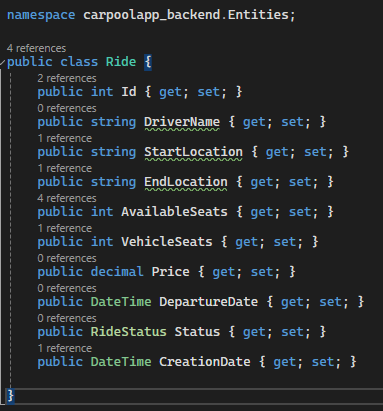 namespace carpoolapp_backend.Entities;
4 references
public class Ride {
2 references
public int Id { get; set; }
0 references
public string DriverName { get; set; }
1 reference
public string StartLocation { get; set; }
1 reference
public string EndLocation { get; set; }
4 references
public int AvailableSeats { get; set; }
1 reference
public int VehicleSeats { get; set; }
0 references
public decimal Price { get; set; }
0 references
public DateTime DepartureDate { get; set; }
0 references
public RideStatus Status { get; set; }
1 reference
public DateTime CreationDate { get; set; }
}